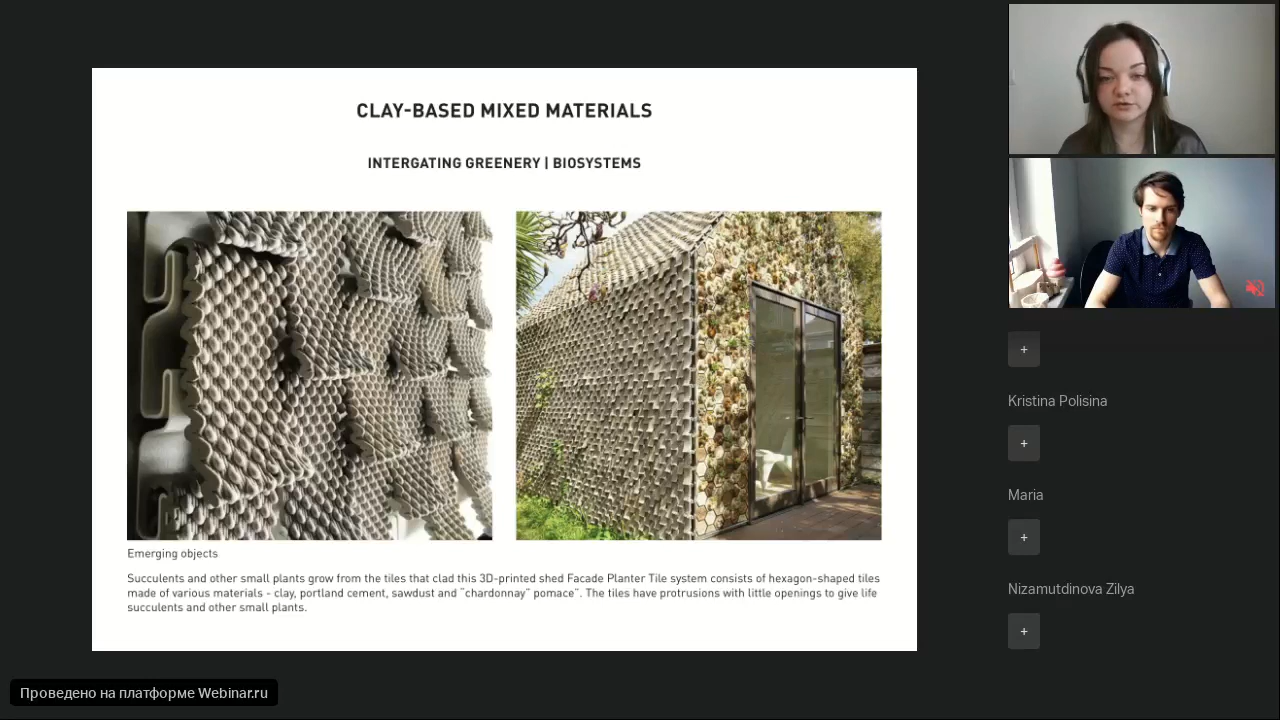 CLAY-BASED MIXED MATERIALS
INTERGATING GREENERY | BIOSYSTEMS
Emerging objects
Succulents and other small plants grow from the tiles that clad this 3D-printed shed Facade Planter Tile system consists of hexagon-shaped tiles
made of various materials - clay, portland cement, sawdust and "chardonnay" pomace". The tiles have protrusions with little openings to give life
succulents and other small plants.
+
Kristina Polisina
+
Maria
+
Nizamutdinova Zilya
+
Проведено на платформе Webinar.ru